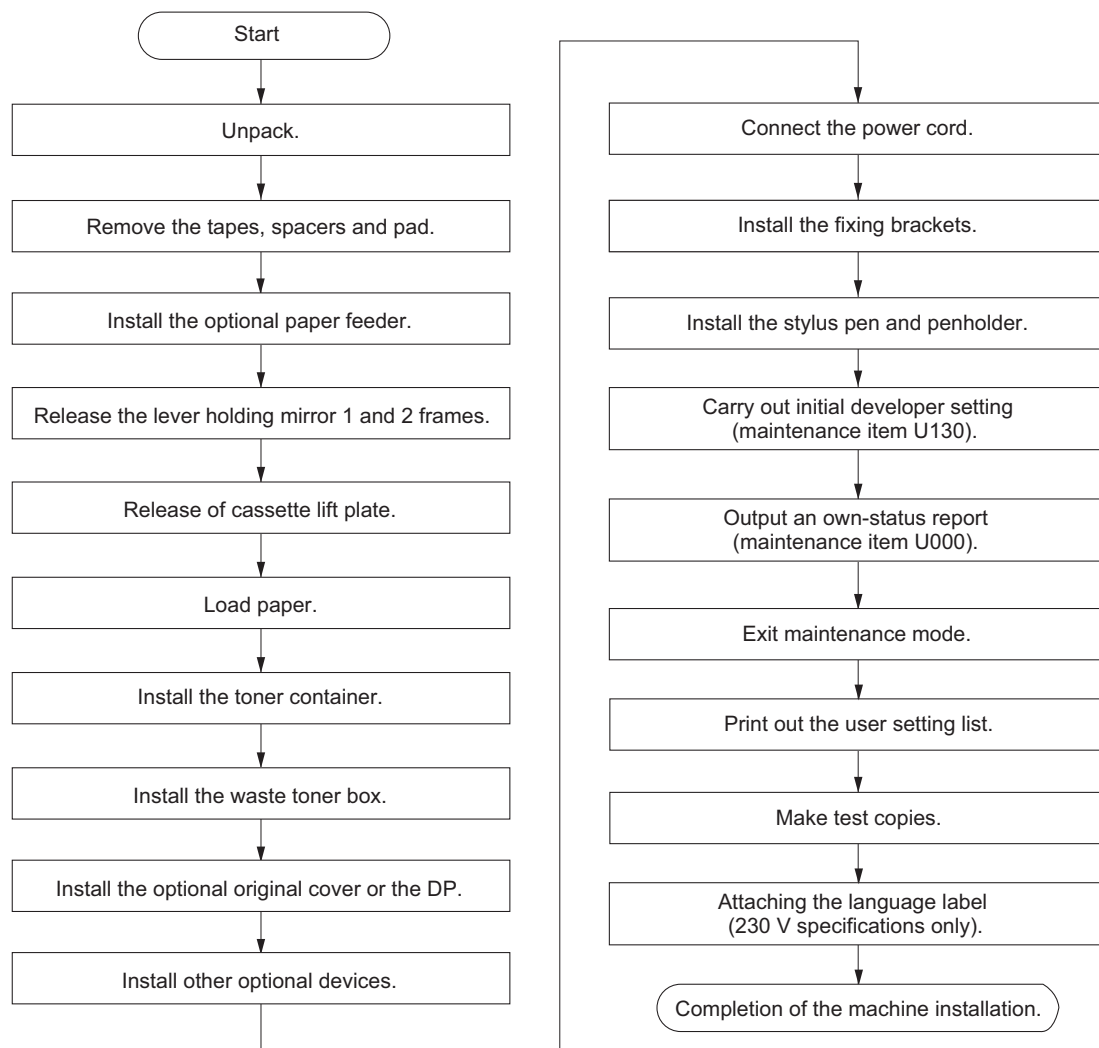 Start
Unpack.
Remove the tapes, spacers and pad.
Install the optional paper feeder.
Release the lever holding mirror 1 and 2 frames.
Release of cassette lift plate.
Load paper.
Install the toner container.
Install the waste toner box.
Install the optional original cover or the DP.
Install other optional devices.
Connect the power cord.
Install the fixing brackets.
Install the stylus pen and penholder.
Carry out initial developer setting
(maintenance item U130).
Output an own-status report
(maintenance item U000).
Exit maintenance mode.
Print out the user setting list.
Make test copies.
Attaching the language label
(230 V specifications only).
Completion of the machine installation.